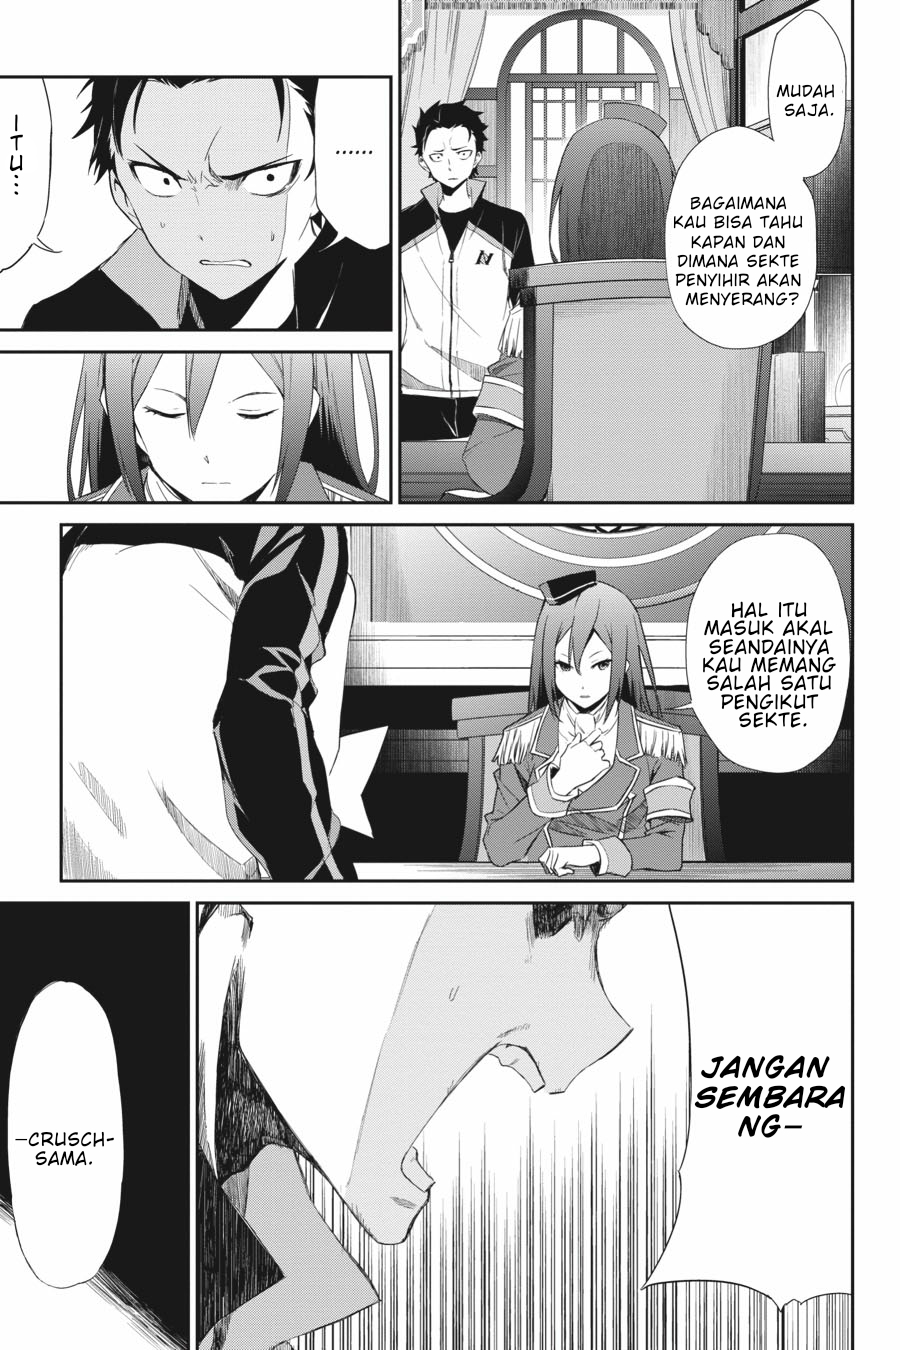 MUDAH
SAJA.
BAGAIMANA
KAU BISA TAHU
KAPAN DAN
DIMANA SEKTE
PENYIHIR AKAN
MENYERANG?
......
ITU...
HAL ITU
MASUK AKAL
SEANDAINYA
KAU MEMANG
SALAH SATU
PENGIKUT
SEKTE.
JANGAN
SEMBARA
NG–
–CRUSCH-
SAMA.